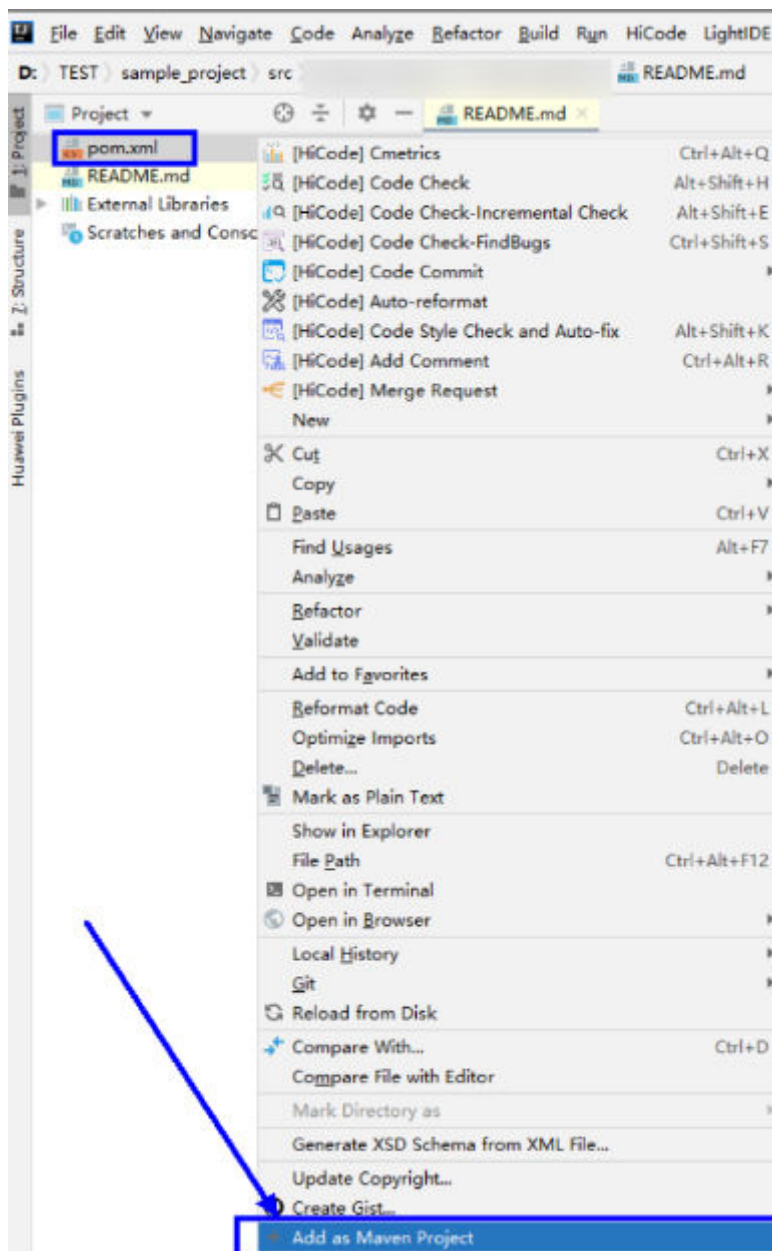 File Edit View Navigate Code Analyze Refactor Build Run HiCode LightIDE
D: TEST sample_project src README.md
Project README.md
1: Project
pom.xml
README.md
External Libraries
Scratches and Consc
7: Structure
Huawei Plugins
[HiCode] Cmetrics Ctrl+Alt+Q
[HiCode] Code Check Alt+Shift+H
[HiCode] Code Check-Incremental Check Alt+Shift+E
[HiCode] Code Check-FindBugs Ctrl+Shift+S
[HiCode] Code Commit
[HiCode] Auto-reformat
[HiCode] Code Style Check and Auto-fix Alt+Shift+K
[HiCode] Add Comment Ctrl+Alt+R
[HiCode] Merge Request
New
Cut Ctrl+X
Copy
Paste Ctrl+V
Find Usages Alt+F7
Analyze
Refactor
Validate
Add to Favorites
Reformat Code Ctrl+Alt+L
Optimize Imports Ctrl+Alt+O
Delete... Delete
Mark as Plain Text
Show in Explorer
File Path Ctrl+Alt+F12
Open in Terminal
Open in Browser
Local History
Git
Reload from Disk
Compare With... Ctrl+D
Compare File with Editor
Mark Directory as
Generate XSD Schema from XML File...
Update Copyright...
Create Gist...
Add as Maven Project